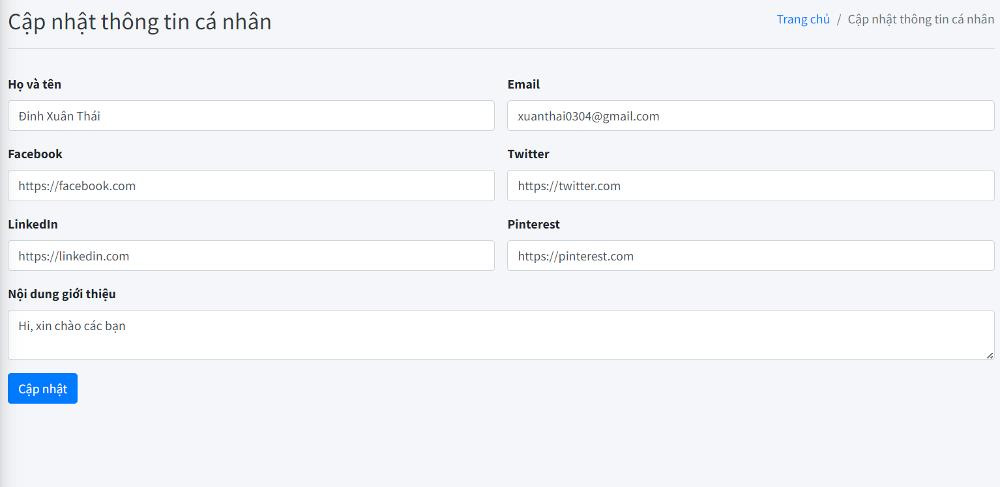 Cập nhật thông tin cá nhân
Trang chủ / Cập nhật thông tin cá nhân
Họ và tên
Email
Đinh Xuân Thái
xuanthai0304@gmail.com
Facebook
Twitter
https://facebook.com
https://twitter.com
LinkedIn
Pinterest
https://linkedin.com
https://pinterest.com
Nội dung giới thiệu
Hi, xin chào các bạn
Cập nhật